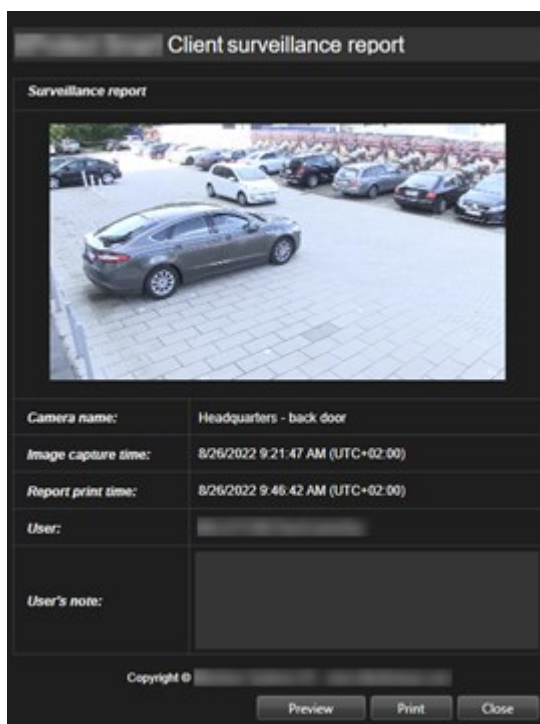 Client surveillance report
Surveillance report
Camera name: Headquarters - back door
Image capture time: 8/26/2022 9:21:47 AM (UTC+02:00)
Report print time: 8/26/2022 9:46:42 AM (UTC+02:00)
User:
User's note:
Copyright ©
Preview Print Close